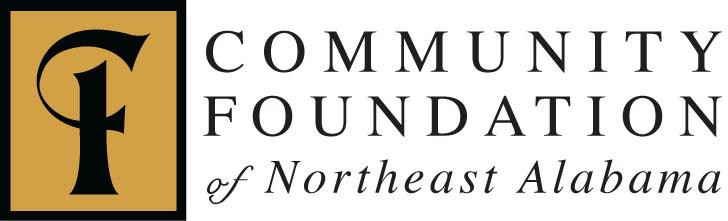 COMMUNITY
FOUNDATION
of Northeast Alabama